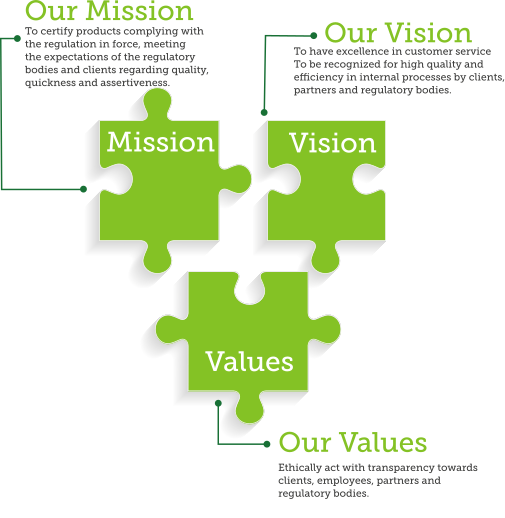 Our Mission
To certify products complying with
the regulation in force, meeting
the expectations of the regulatory
bodies and clients regarding quality,
quickness and assertiveness.
Our Vision
To have excellence in customer service
To be recognized for high quality and
efficiency in internal processes by clients,
partners and regulatory bodies.
Mission
Vision
Values
Our Values
Ethically act with transparency towards
clients, employees, partners and
regulatory bodies.